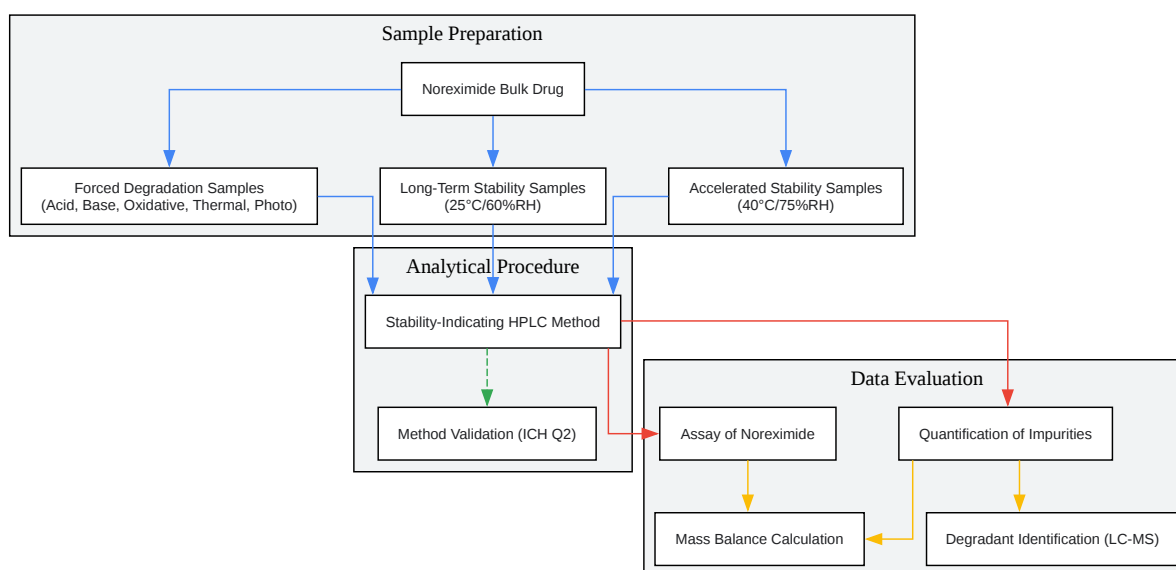 Sample Preparation
Noreximide Bulk Drug
Forced Degradation Samples
(Acid, Base, Oxidative, Thermal, Photo)
Long-Term Stability Samples
(25°C/60%RH)
Accelerated Stability Samples
(40°C/75%RH)
Analytical Procedure
Stability-Indicating HPLC Method
Method Validation (ICH Q2)
Data Evaluation
Assay of Noreximide
Quantification of Impurities
Mass Balance Calculation
Degradant Identification (LC-MS)